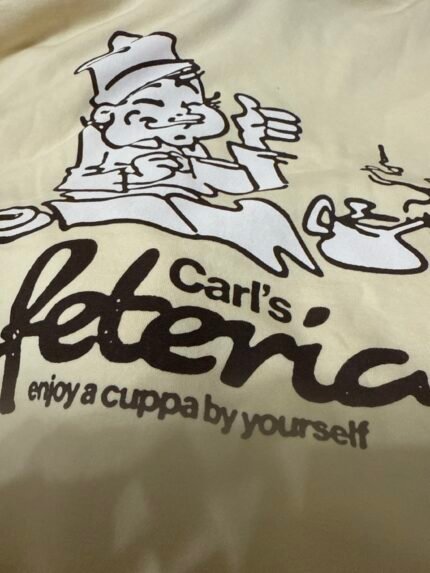 Carl's
feteria
enjoy a cuppa by yourself